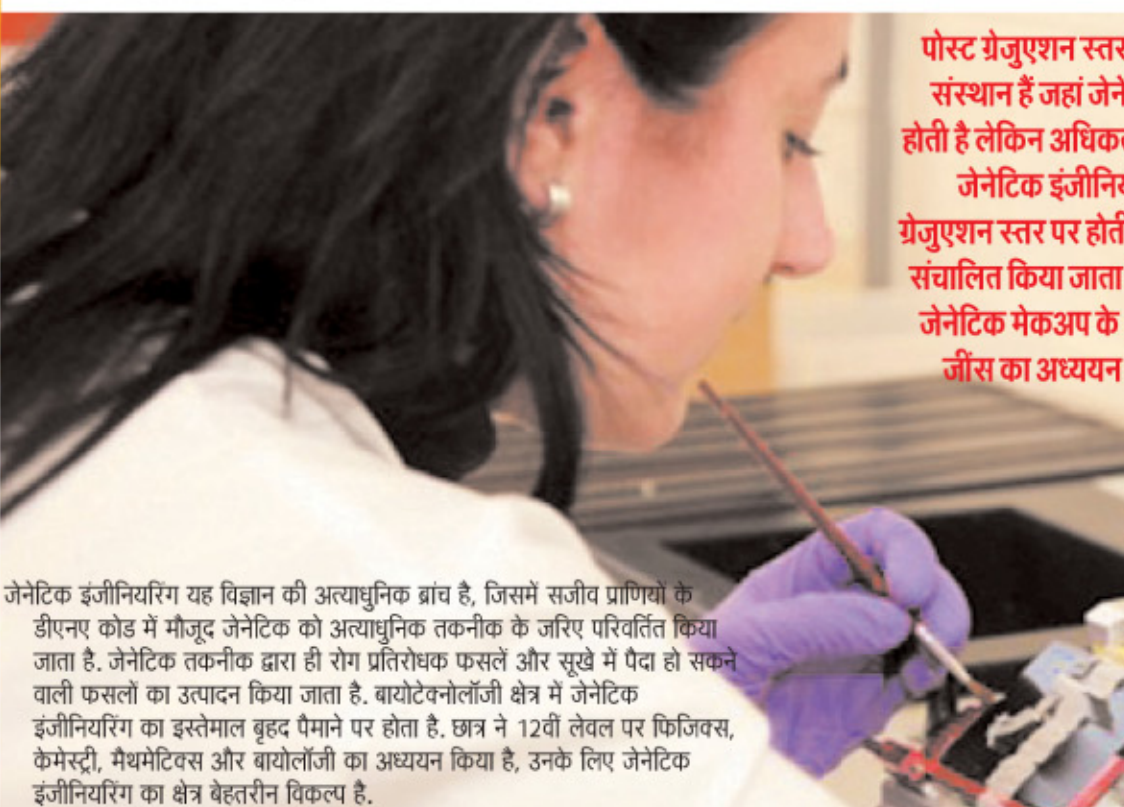 पोस्ट ग्रेजुएशन स्तर
संस्थान हैं जहां जेने
होती है लेकिन अधिक
जेनेटिक इंजीनि
ग्रेजुएशन स्तर पर होती
संचालित किया जाता
जेनेटिक मेकअप के
जींस का अध्ययन
जेनेटिक इंजीनियरिंग यह विज्ञान की अत्याधुनिक ब्रांच है, जिसमें सजीव प्राणियों के
डीएनए कोड में मौजूद जेनेटिक को अत्याधुनिक तकनीक के जरिए परिवर्तित किया
जाता है. जेनेटिक तकनीक द्वारा ही रोग प्रतिरोधक फसलें और सूखे में पैदा हो सकने
वाली फसलों का उत्पादन किया जाता है. बायोटेक्नोलॉजी क्षेत्र में जेनेटिक
इंजीनियरिंग का इस्तेमाल बृहद पैमाने पर होता है. छात्र ने 12वीं लेवल पर फिजिक्स,
केमेस्ट्री, मैथमेटिक्स और बायोलॉजी का अध्ययन किया है, उनके लिए जेनेटिक
इंजीनियरिंग का क्षेत्र बेहतरीन विकल्प है.